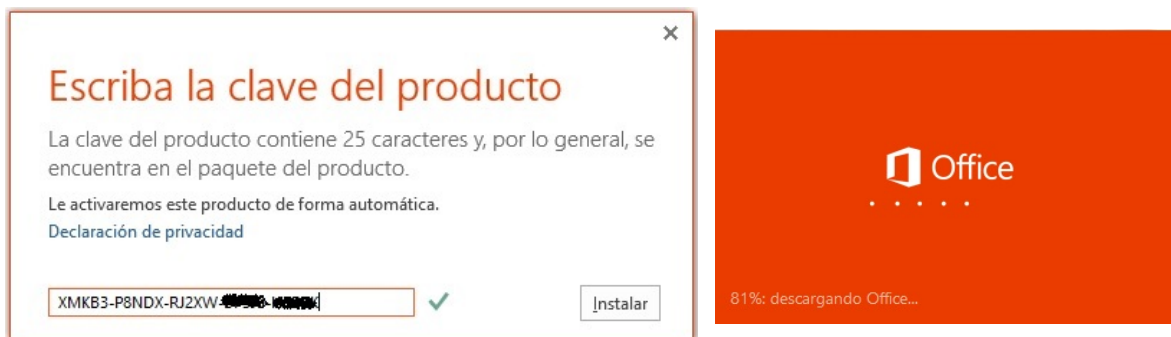 Escriba la clave del producto
La clave del producto contiene 25 caracteres y, por lo general, se
encuentra en el paquete del producto.
Le activaremos este producto de forma automática.
Declaración de privacidad
XMKB3-P8NDX-RJ2XW-
Instalar
Office
81%: descargando Office...